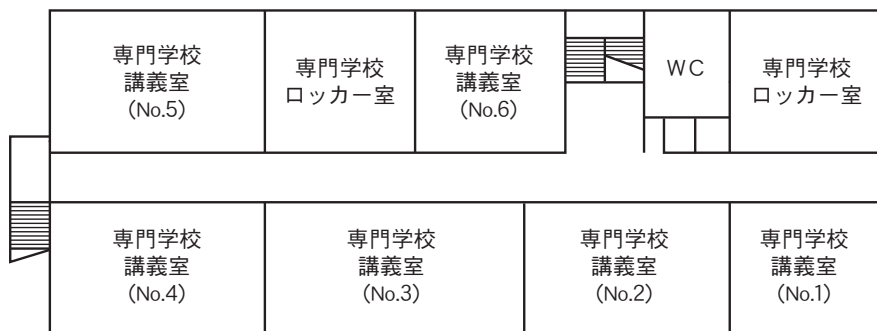 専門学校
講義室
(No.5)
専門学校
ロッカー室
専門学校
講義室
(No.6)
WC
専門学校
ロッカー室
専門学校
講義室
(No.4)
専門学校
講義室
(No.3)
専門学校
講義室
(No.2)
専門学校
講義室
(No.1)